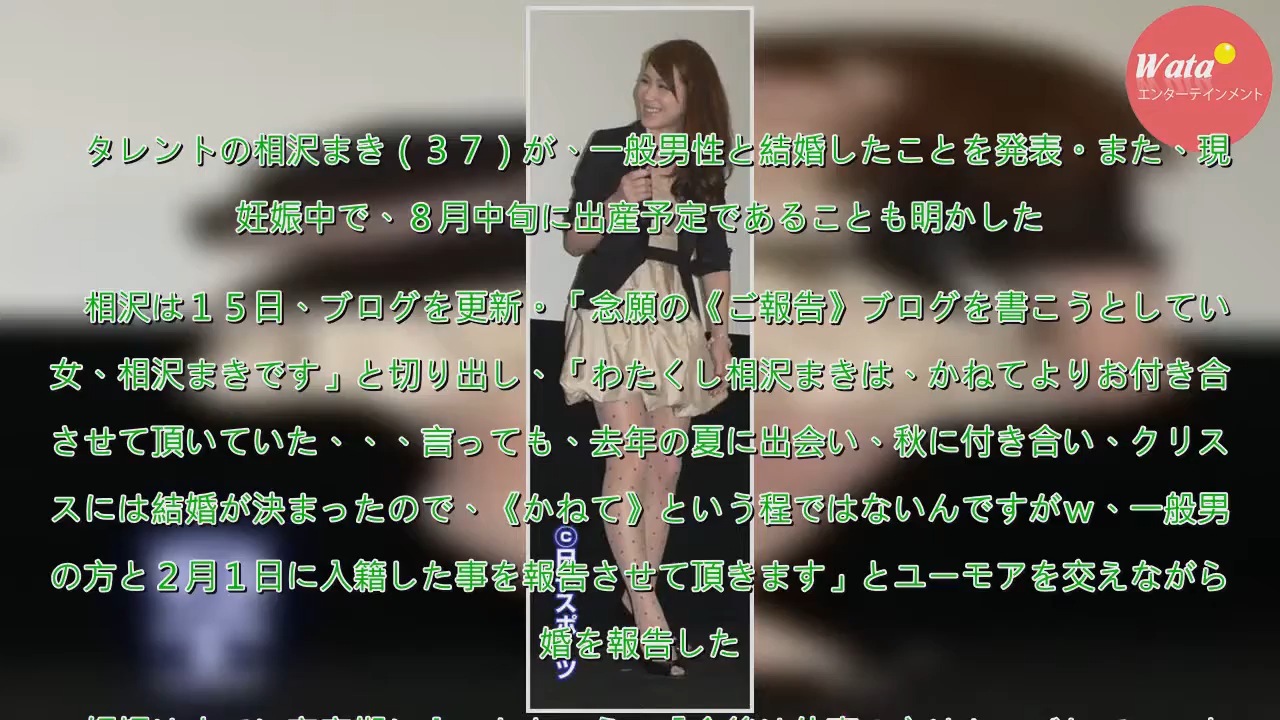 Wata
エンターテインメント
タレントの相沢まき(３７)が、一般男性と結婚したことを発表・また、現
妊娠中で、８月中旬に出産予定であることも明かした
相沢は１５日、ブログを更新・「念願の《ご報告》ブログを書こうとしてい
女、相沢まきです」と切り出し、「わたくし相沢まきは、かねてよりお付き合
させて頂いていた、、、言っても、去年の夏に出会い、秋に付き合い、クリス
スには結婚が決まったので、《かねて》という程ではないんですがｗ、一般男
の方と２月１日に入籍した事を報告させて頂きます」とユーモアを交えながら
婚を報告した